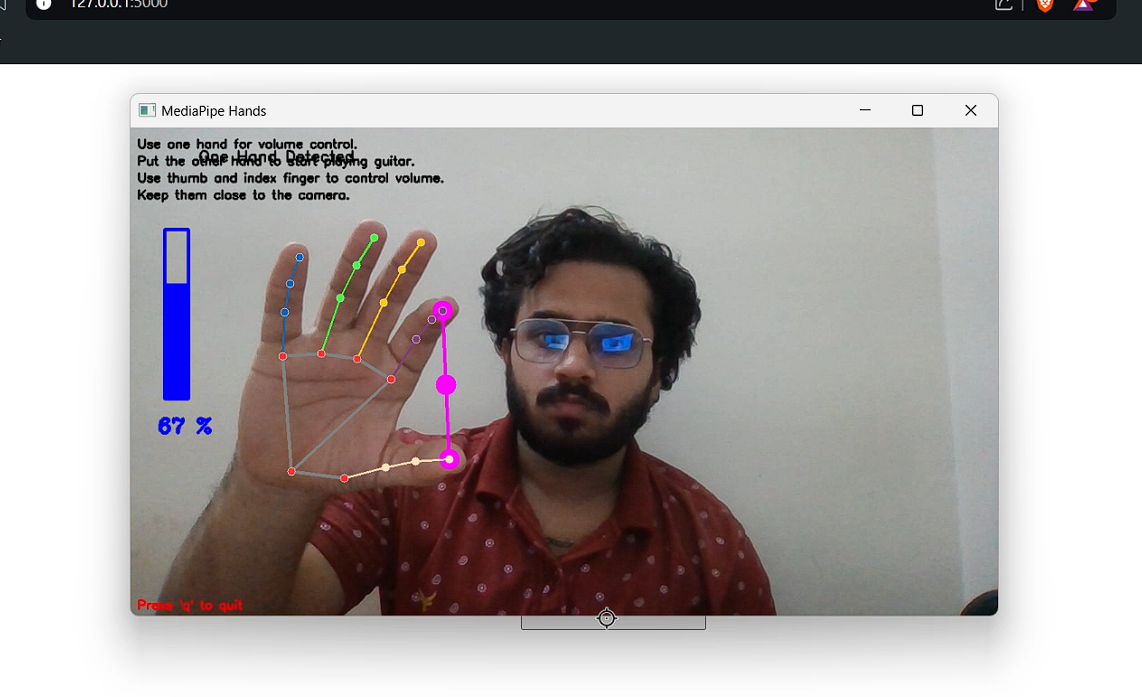 127.0.0.1:5000
MediaPipe Hands
Use one hand for volume control.
One Hand Detected
Put the other hand to start playing guitar.
Use thumb and index finger to control volume.
Keep them close to the camera.
67 %
Press 'q' to quit